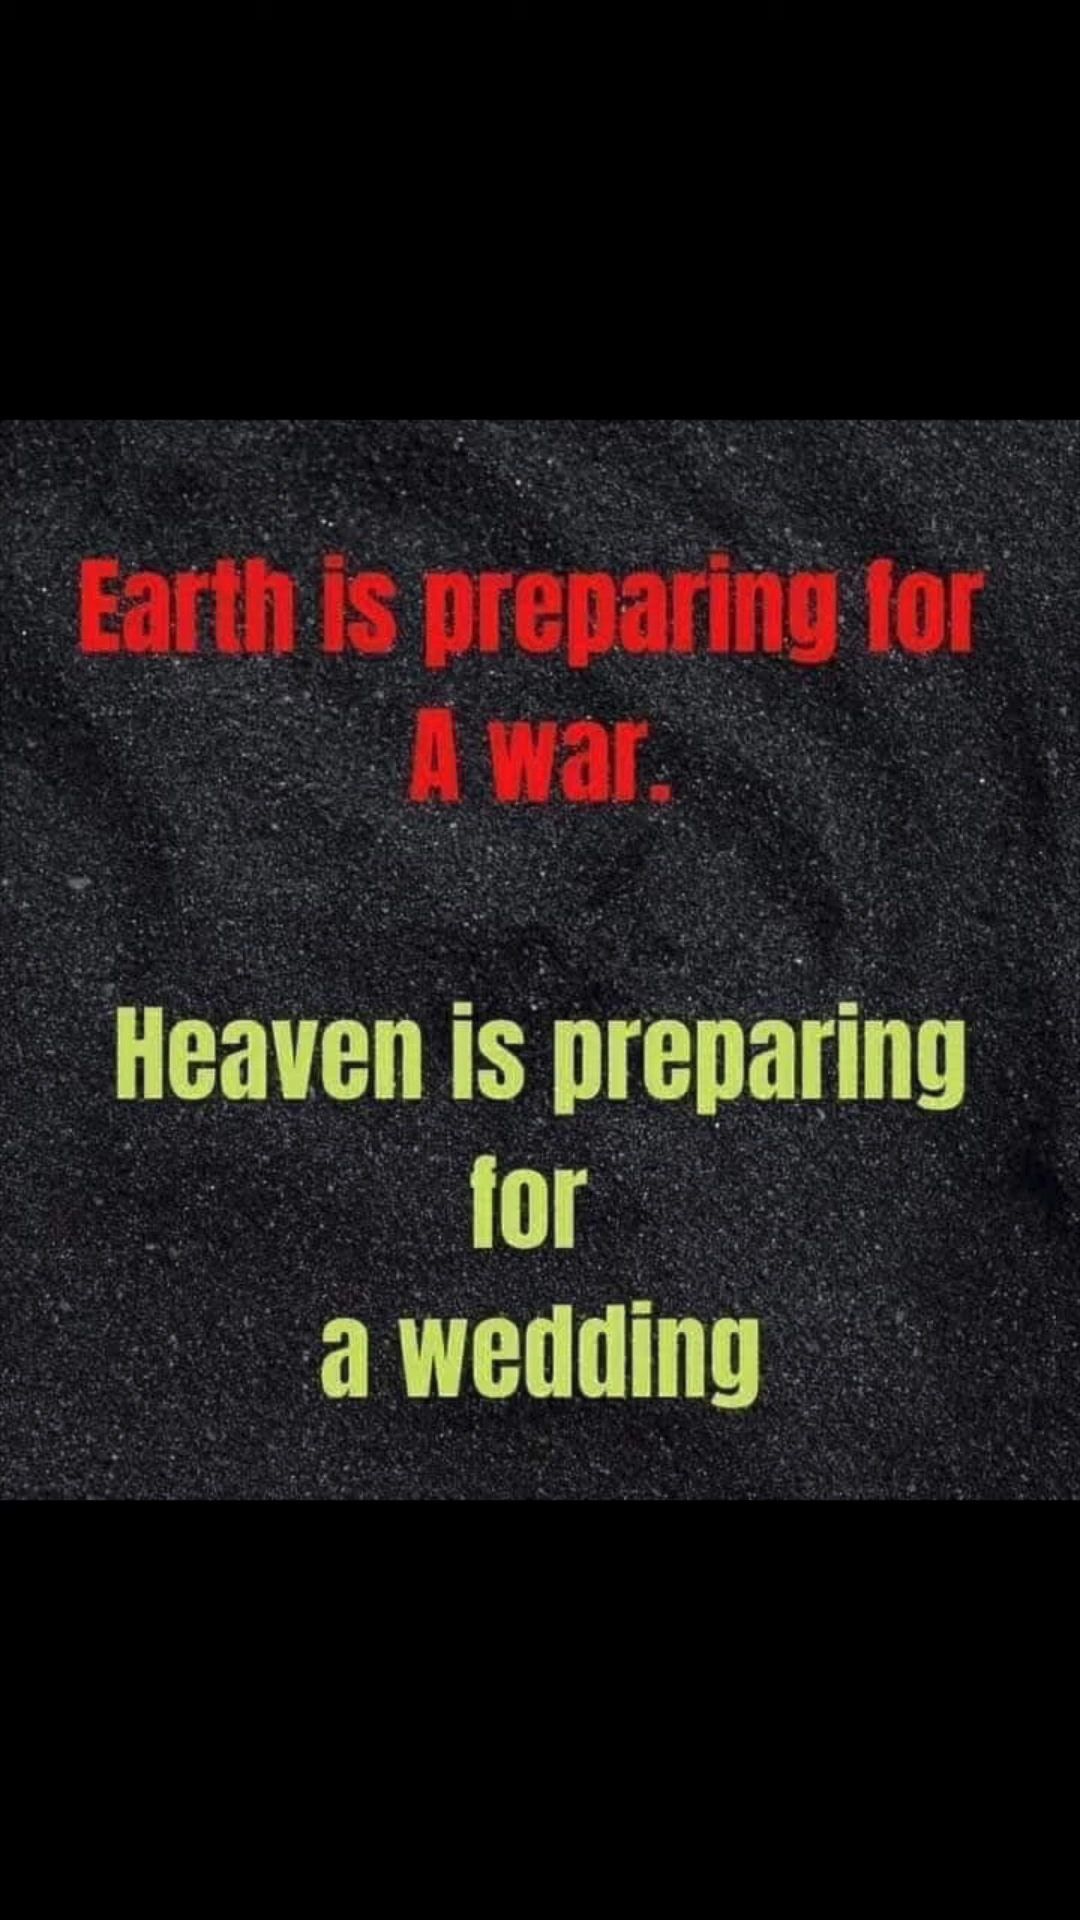 Earth is preparing for
A war.
Heaven is preparing
for
a wedding